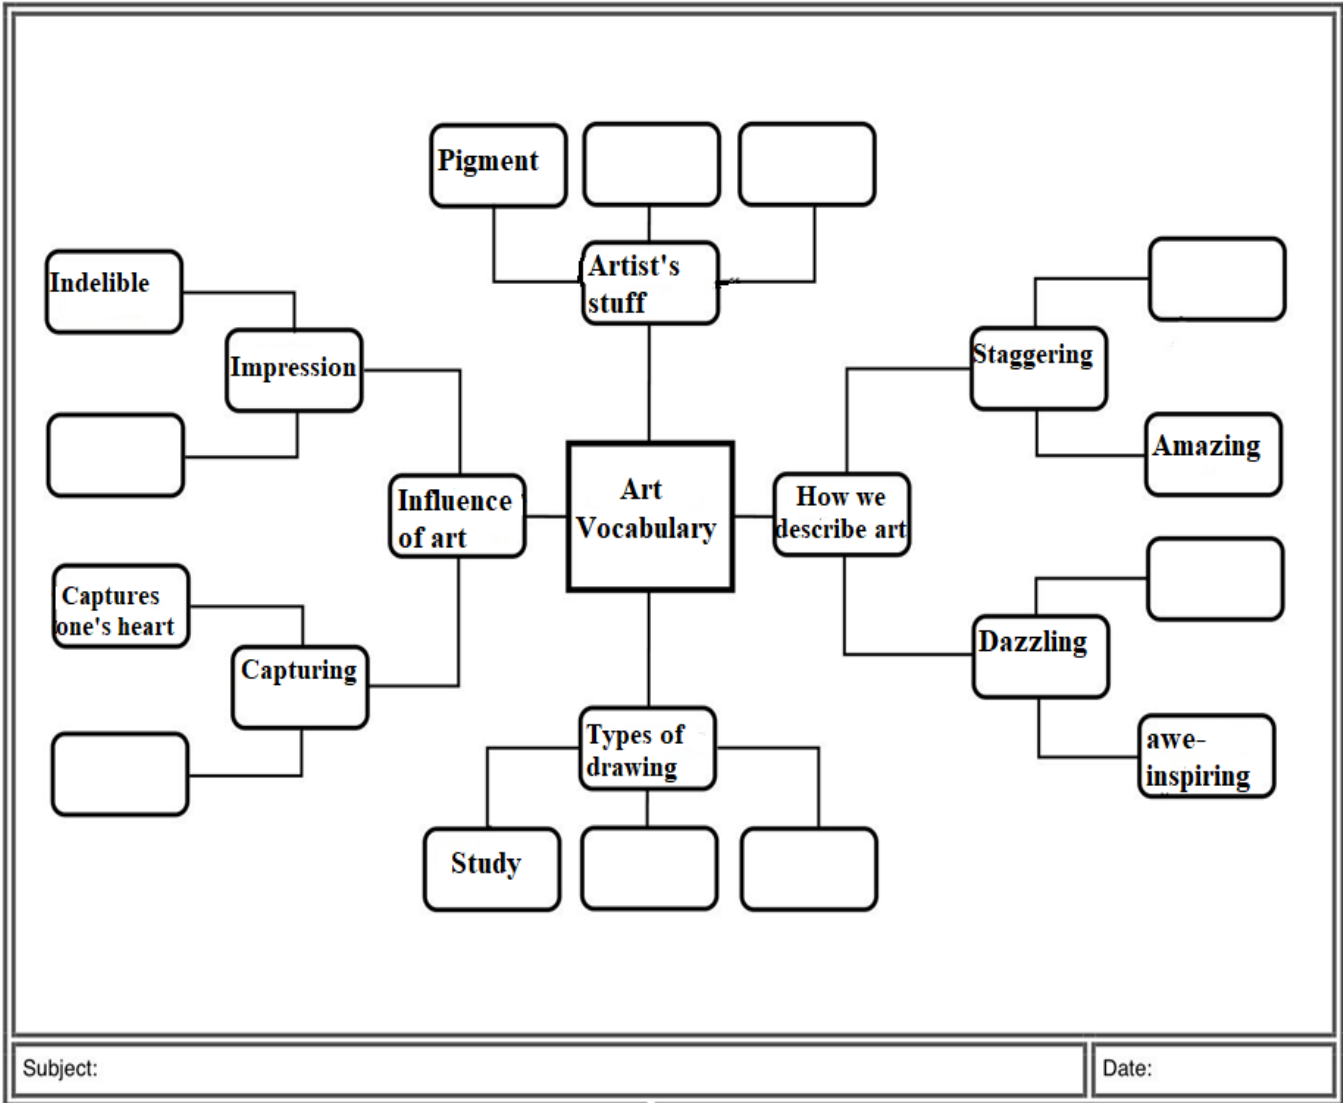 Pigment
Artist's
stuff
Indelible
Impression
Staggering
Amazing
Influence
of art
Art
Vocabulary
How we
describe art
Captures
one's heart
Capturing
Dazzling
Types of
drawing
awe-
inspiring
Study
Subject:
Date: